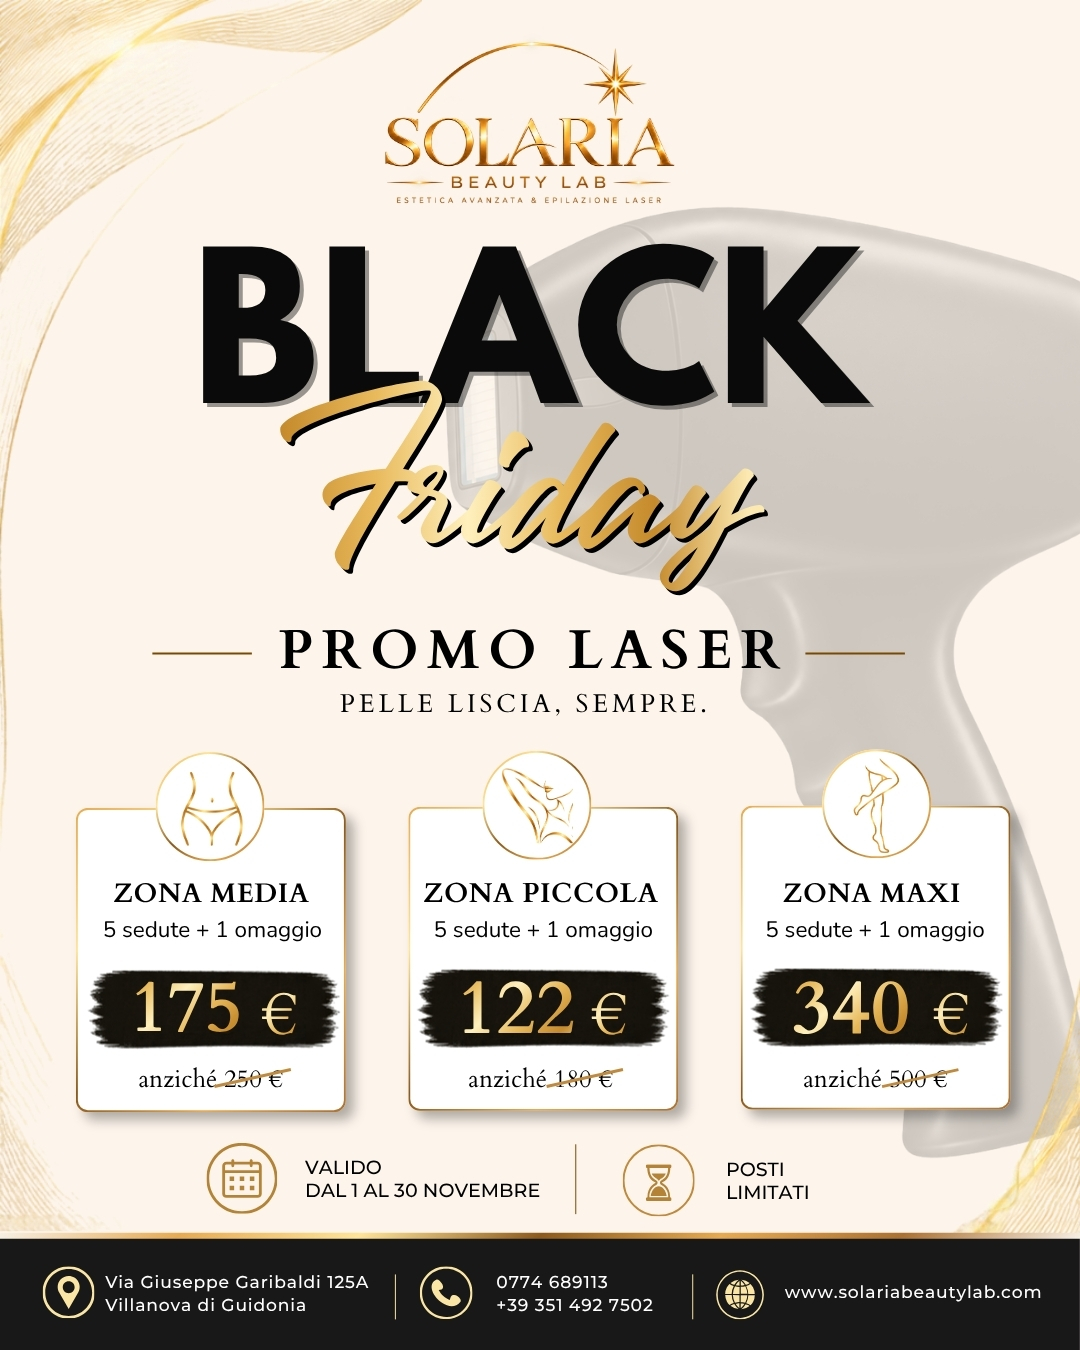 SOLARIA
BEAUTY LAB
ESTETICA AVANZATA & EPILAZIONE LASER
BLACK
Friday
PROMO LASER
PELLE LISCIA, SEMPRE.
ZONA MEDIA
5 sedute + 1 omaggio
175 €
anziché 250 €
ZONA PICCOLA
5 sedute + 1 omaggio
122 €
anziché 180 €
ZONA MAXI
5 sedute + 1 omaggio
340 €
anziché 500 €
VALIDO
DAL 1 AL 30 NOVEMBRE
POSTI
LIMITATI
Via Giuseppe Garibaldi 125A
Villanova di Guidonia
0774 689113
+39 351 492 7502
www.solariabeautylab.com